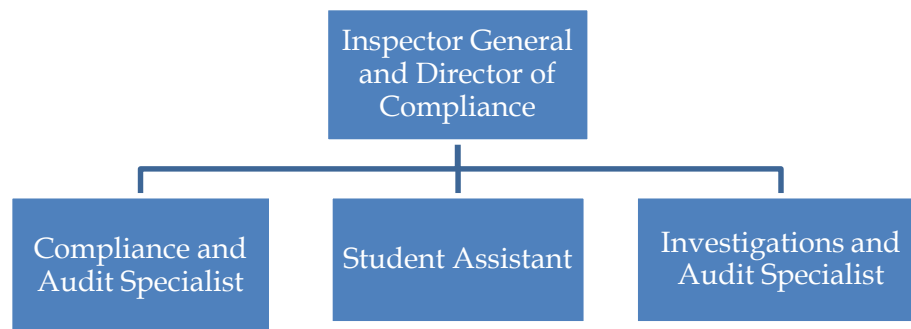 Inspector General
and Director of
Compliance
Compliance and
Audit Specialist
Student Assistant
Investigations and
Audit Specialist